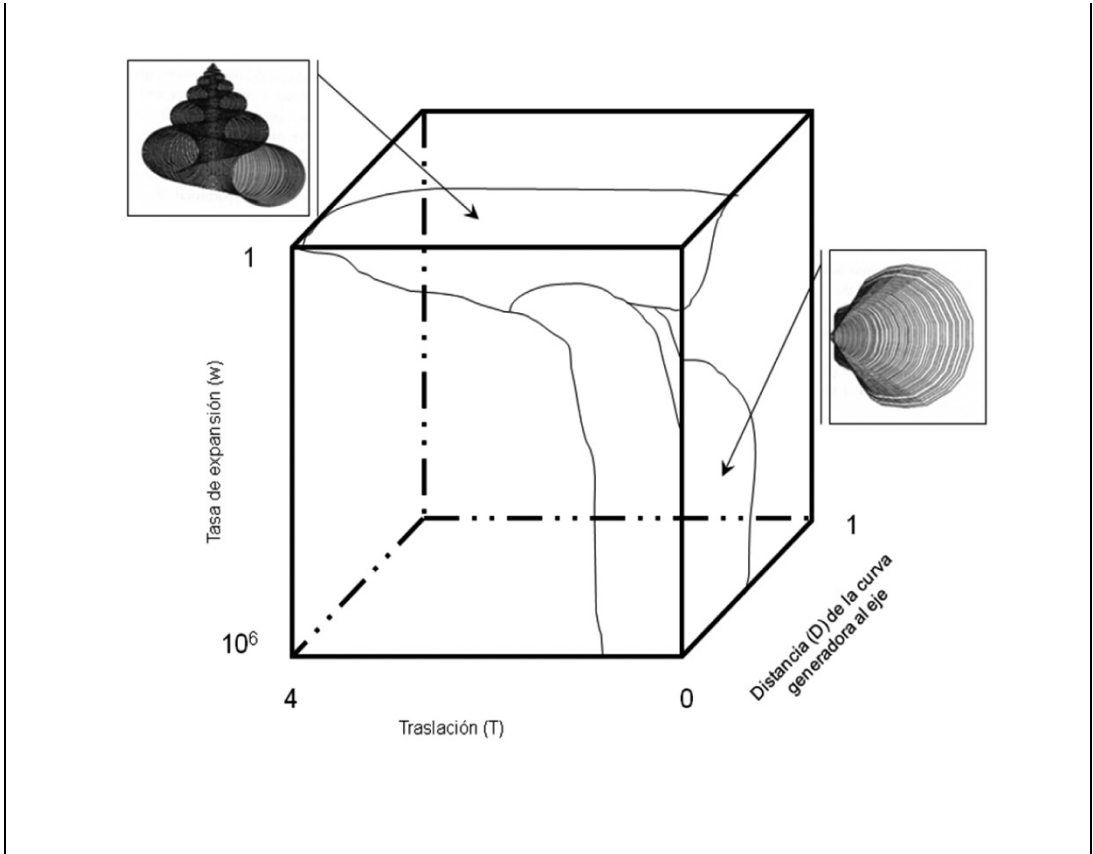 1
Tasa de expansión (w)
10⁶
4
0
Traslación (T)
1
Distancia (D) de la curva
generadora al eje